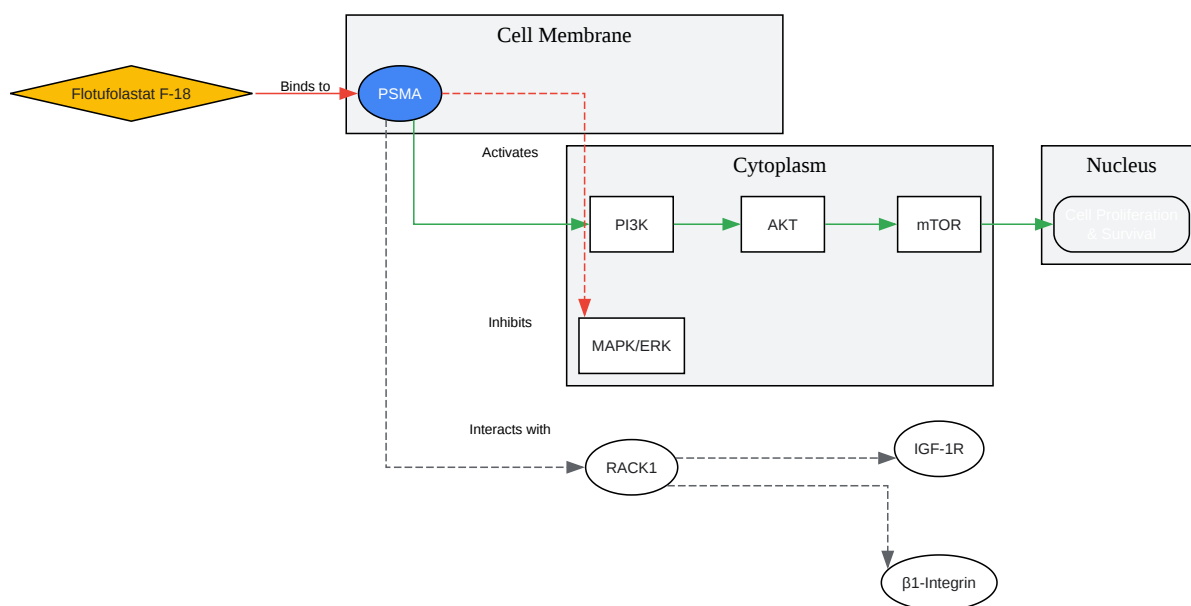 Cell Membrane
Flotufolastat F-18
Binds to
PSMA
Activates
Cytoplasm
Nucleus
PI3K
AKT
mTOR
Cell Proliferation
& Survival
Inhibits
MAPK/ERK
Interacts with
RACK1
IGF-1R
β1-Integrin